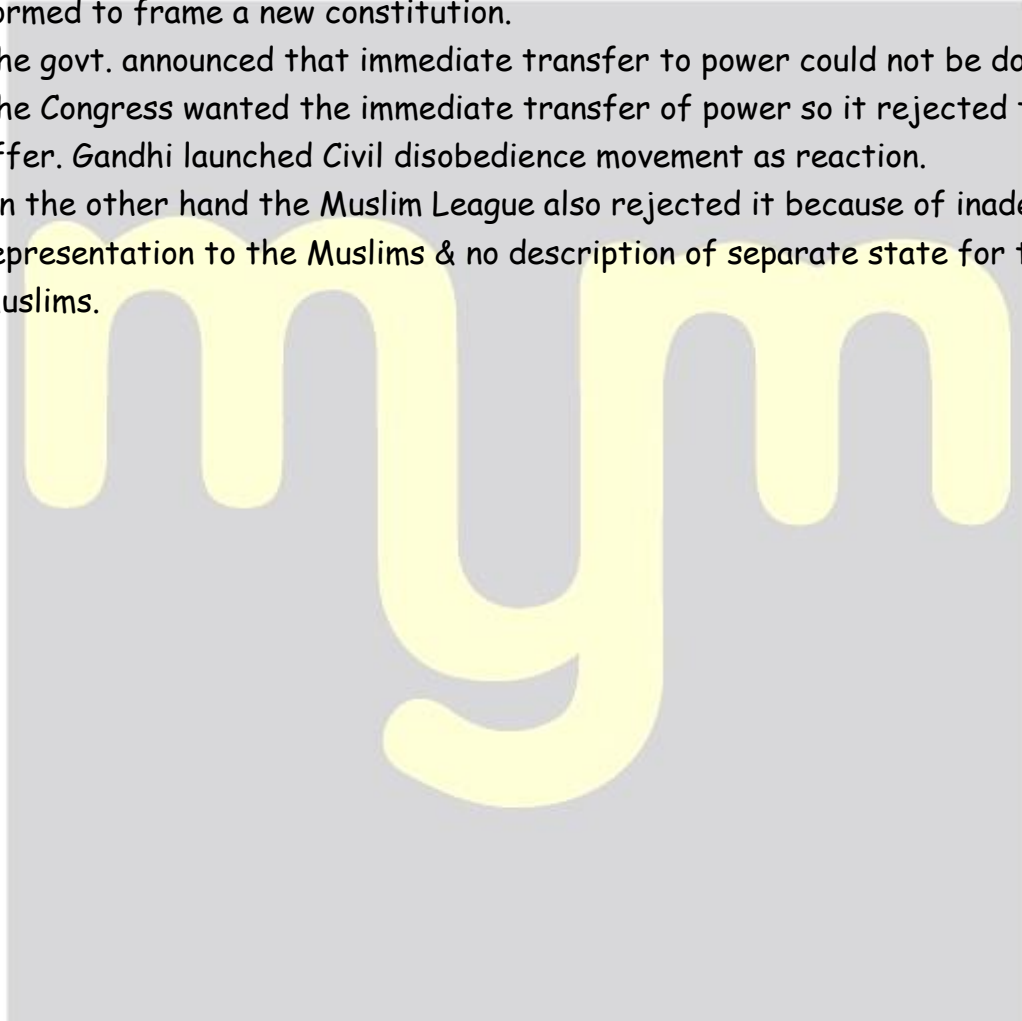 ormed to frame a new constitution.
he govt. announced that immediate transfer to power could not be do
he Congress wanted the immediate transfer of power so it rejected t
ffer. Gandhi launched Civil disobedience movement as reaction.
n the other hand the Muslim League also rejected it because of inade
epresentation to the Muslims & no description of separate state for t
uslims.
mym